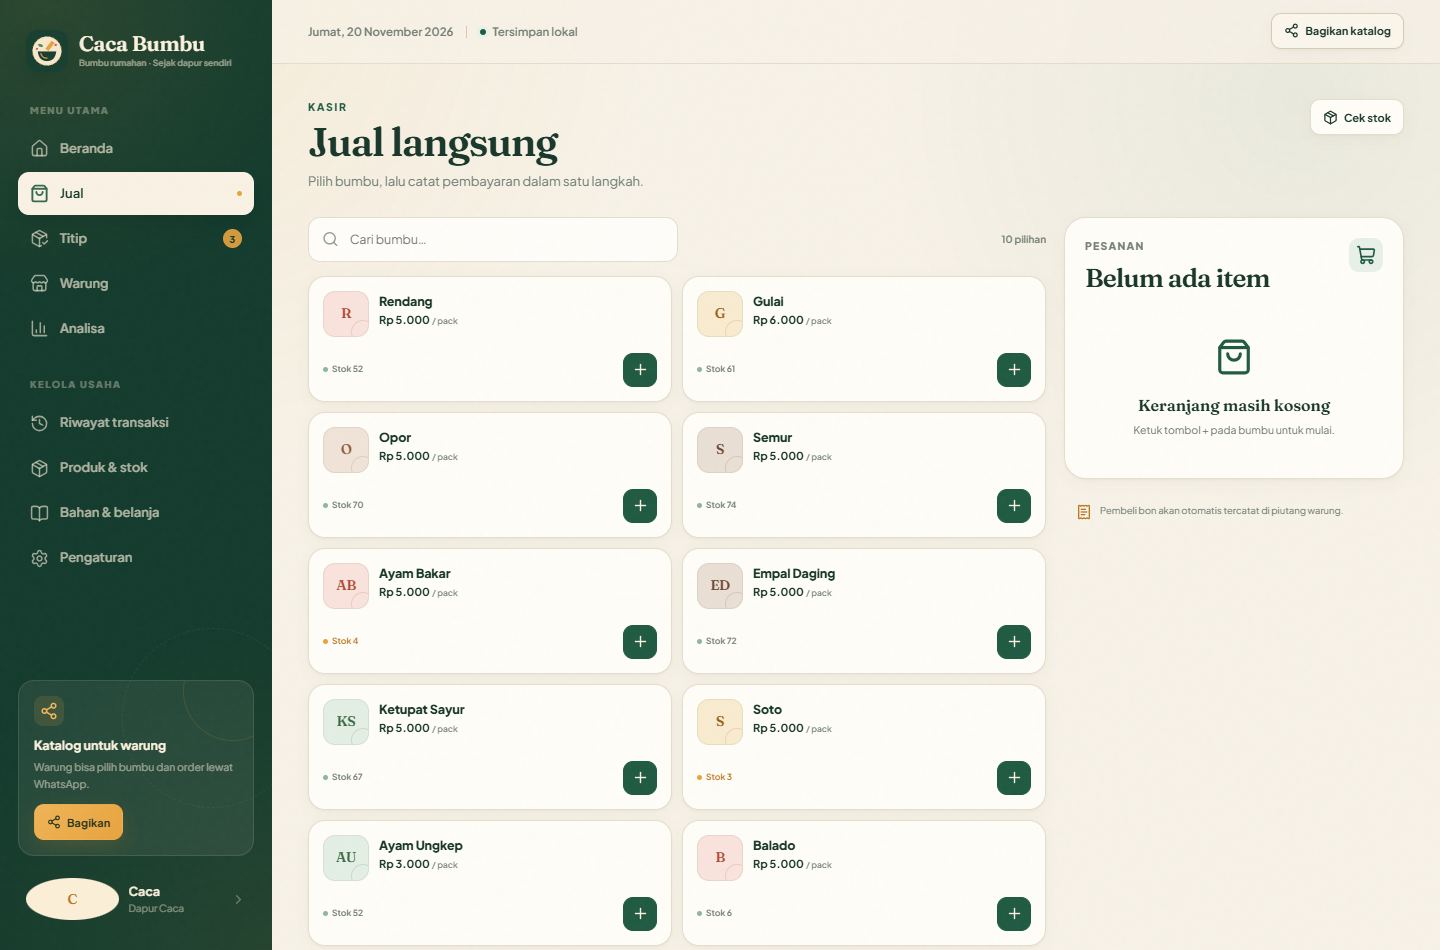 Caca Bumbu
Bumbu rumahan · Sejak dapur sendiri
MENU UTAMA
Beranda
Jual
Titip
3
Warung
Analisa
KELOLA USAHA
Riwayat transaksi
Produk & stok
Bahan & belanja
Pengaturan
Katalog untuk warung
Warung bisa pilih bumbu dan order lewat
WhatsApp.
Bagikan
C
Caca
Dapur Caca
Jumat, 20 November 2026
Tersimpan lokal
Bagikan katalog
KASIR
Jual langsung
Pilih bumbu, lalu catat pembayaran dalam satu langkah.
Cek stok
Cari bumbu...
10 pilihan
R
Rendang
Rp 5.000 / pack
Stok 52
G
Gulai
Rp 6.000 / pack
Stok 61
O
Opor
Rp 5.000 / pack
Stok 70
S
Semur
Rp 5.000 / pack
Stok 74
AB
Ayam Bakar
Rp 5.000 / pack
Stok 4
ED
Empal Daging
Rp 5.000 / pack
Stok 72
KS
Ketupat Sayur
Rp 5.000 / pack
Stok 67
S
Soto
Rp 5.000 / pack
Stok 3
AU
Ayam Ungkep
Rp 3.000 / pack
Stok 52
B
Balado
Rp 5.000 / pack
Stok 6
PESANAN
Belum ada item
Keranjang masih kosong
Ketuk tombol + pada bumbu untuk mulai.
Pembeli bon akan otomatis tercatat di piutang warung.